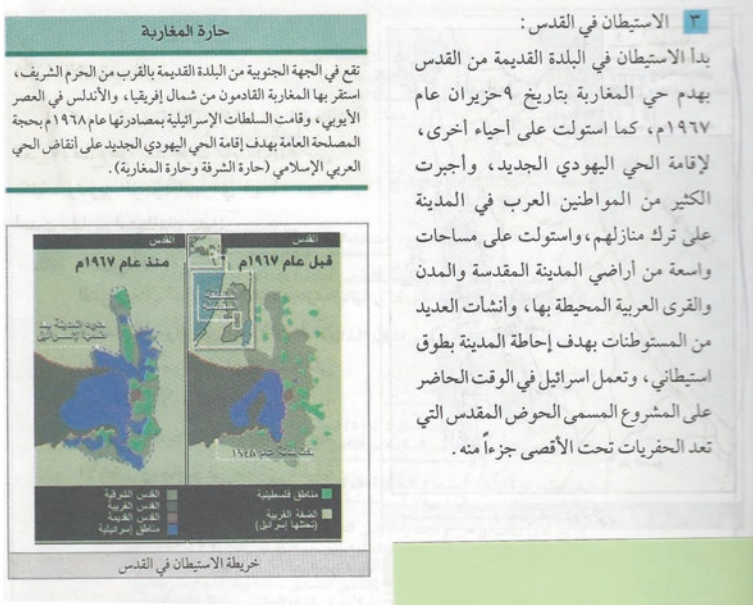 ٣ الاستيطان في القدس :
بدأ الاستيطان في البلدة القديمة من القدس
بهدم حي المغاربة بتاريخ ٩حزيران عام
١٩٦٧م، كما استولت على أحياء أخرى،
لإقامة الحي اليهودي الجديد، وأجبرت
الكثير من المواطنين العرب في المدينة
على ترك منازلهم، واستولت على مساحات
واسعة من أراضي المدينة المقدسة والمدن
والقرى العربية المحيطة بها، وأنشأت العديد
من المستوطنات بهدف إحاطة المدينة بطوق
استيطاني، وتعمل اسرائيل في الوقت الحاضر
على المشروع المسمى الحوض المقدس التي
تعد الحفريات تحت الأقصى جزءاً منه.
حارة المغاربة
تقع في الجهة الجنوبية من البلدة القديمة بالقرب من الحرم الشريف،
استقر بها المغاربة القادمون من شمال إفريقيا، والأندلس في العصر
الأيوبي، وقامت السلطات الإسرائيلية بمصادرتها عام ١٩٦٨م بحجة
المصلحة العامة بهدف إقامة الحي اليهودي الجديد على أنقاض الحي
العربي الإسلامي (حارة الشرفة وحارة المغاربة).
القدس
قبل عام ١٩٦٧م
القدس
منذ عام ١٩٦٧م
حدود المدينة بعد
ضمها لإسرائيل
مناطق فلسطينية
الضفة الغربية
(تحتلها إسرائيل)
القدس الشرقية
القدس الغربية
القدس القديمة
مناطق إسرائيلية
خريطة الاستيطان في القدس